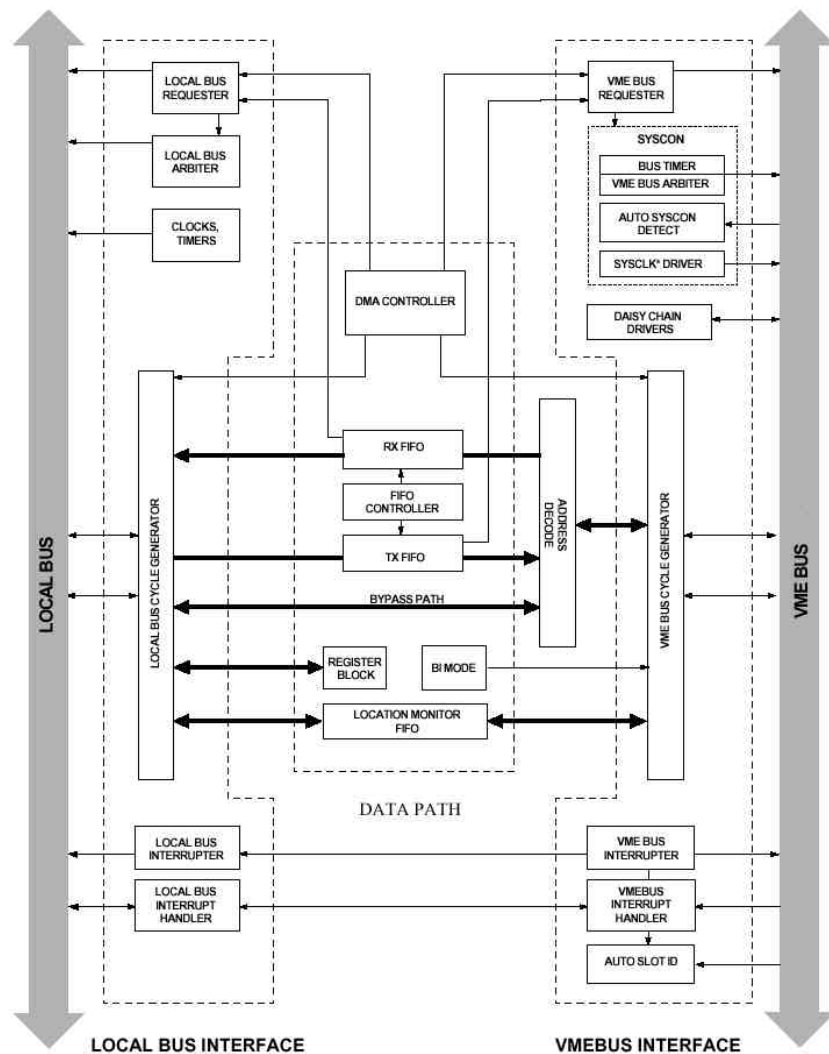 LOCAL BUS
REQUESTER
LOCAL BUS
ARBITER
CLOCKS,
TIMERS
VME BUS
REQUESTER
SYSCON
BUS TIMER
VME BUS ARBITER
AUTO SYSCON
DETECT
SYSCLK* DRIVER
DAISY CHAIN
DRIVERS
DMA CONTROLLER
LOCAL BUS
LOCAL BUS CYCLE GENERATOR
RX FIFO
FIFO
CONTROLLER
TX FIFO
BYPASS PATH
REGISTER
BLOCK
BI MODE
LOCATION MONITOR
FIFO
ADDRESS
DECODE
VME BUS CYCLE GENERATOR
VME BUS
DATA PATH
LOCAL BUS
INTERRUPTER
LOCAL BUS
INTERRUPT
HANDLER
VME BUS
INTERRUPTER
VMEBUS
INTERRUPT
HANDLER
AUTO SLOT ID
LOCAL BUS INTERFACE
VMEBUS INTERFACE